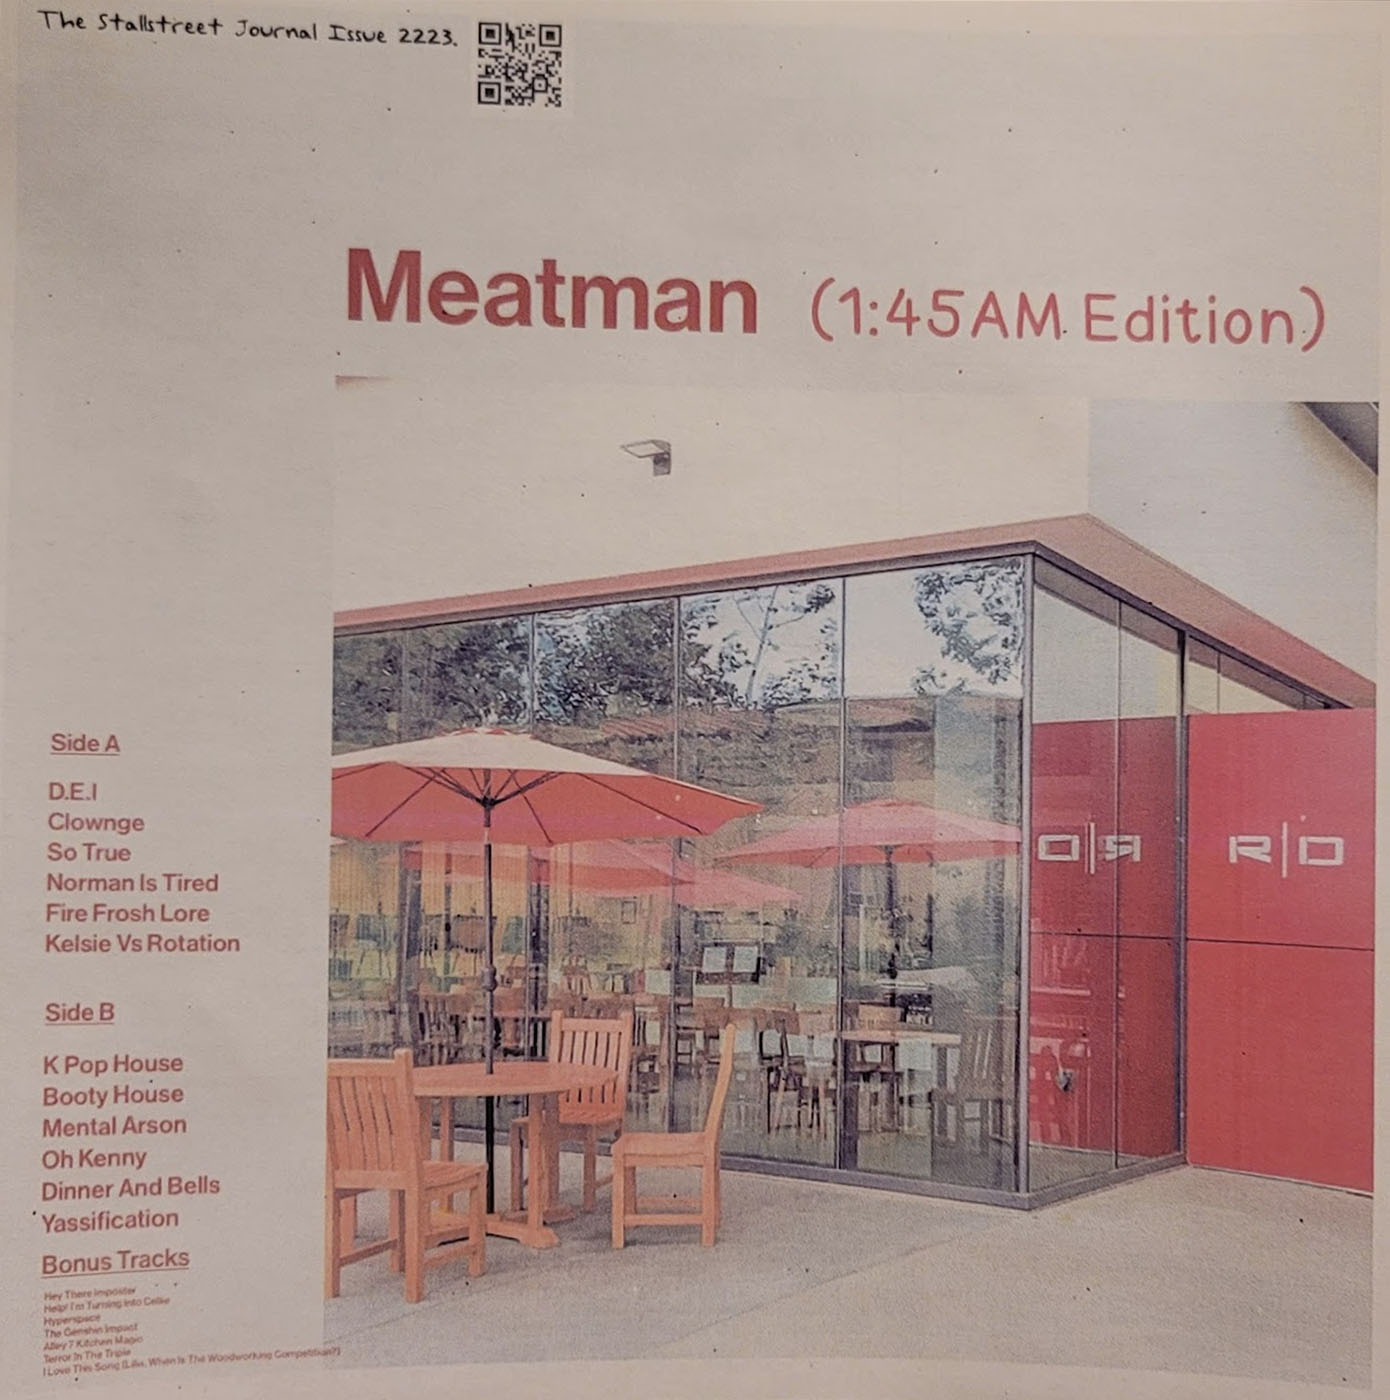 The Stallstreet Journal Issue 2223.
Meatman (1:45AM Edition)
Side A
D.E.I
Clownge
So True
Norman Is Tired
Fire Frosh Lore
Kelsie Vs Rotation
Side B
K Pop House
Booty House
Mental Arson
Oh Kenny
Dinner And Bells
Yassification
Bonus Tracks
Hey There Imposter
Help! I'm Turning Into Celike
Hyperspace
The Genshin Impact
Alley 7 Kitchen Magic
Terror In The Triple
I Love This Song (Lilia, When Is The Woodworking Competition?)
R|O